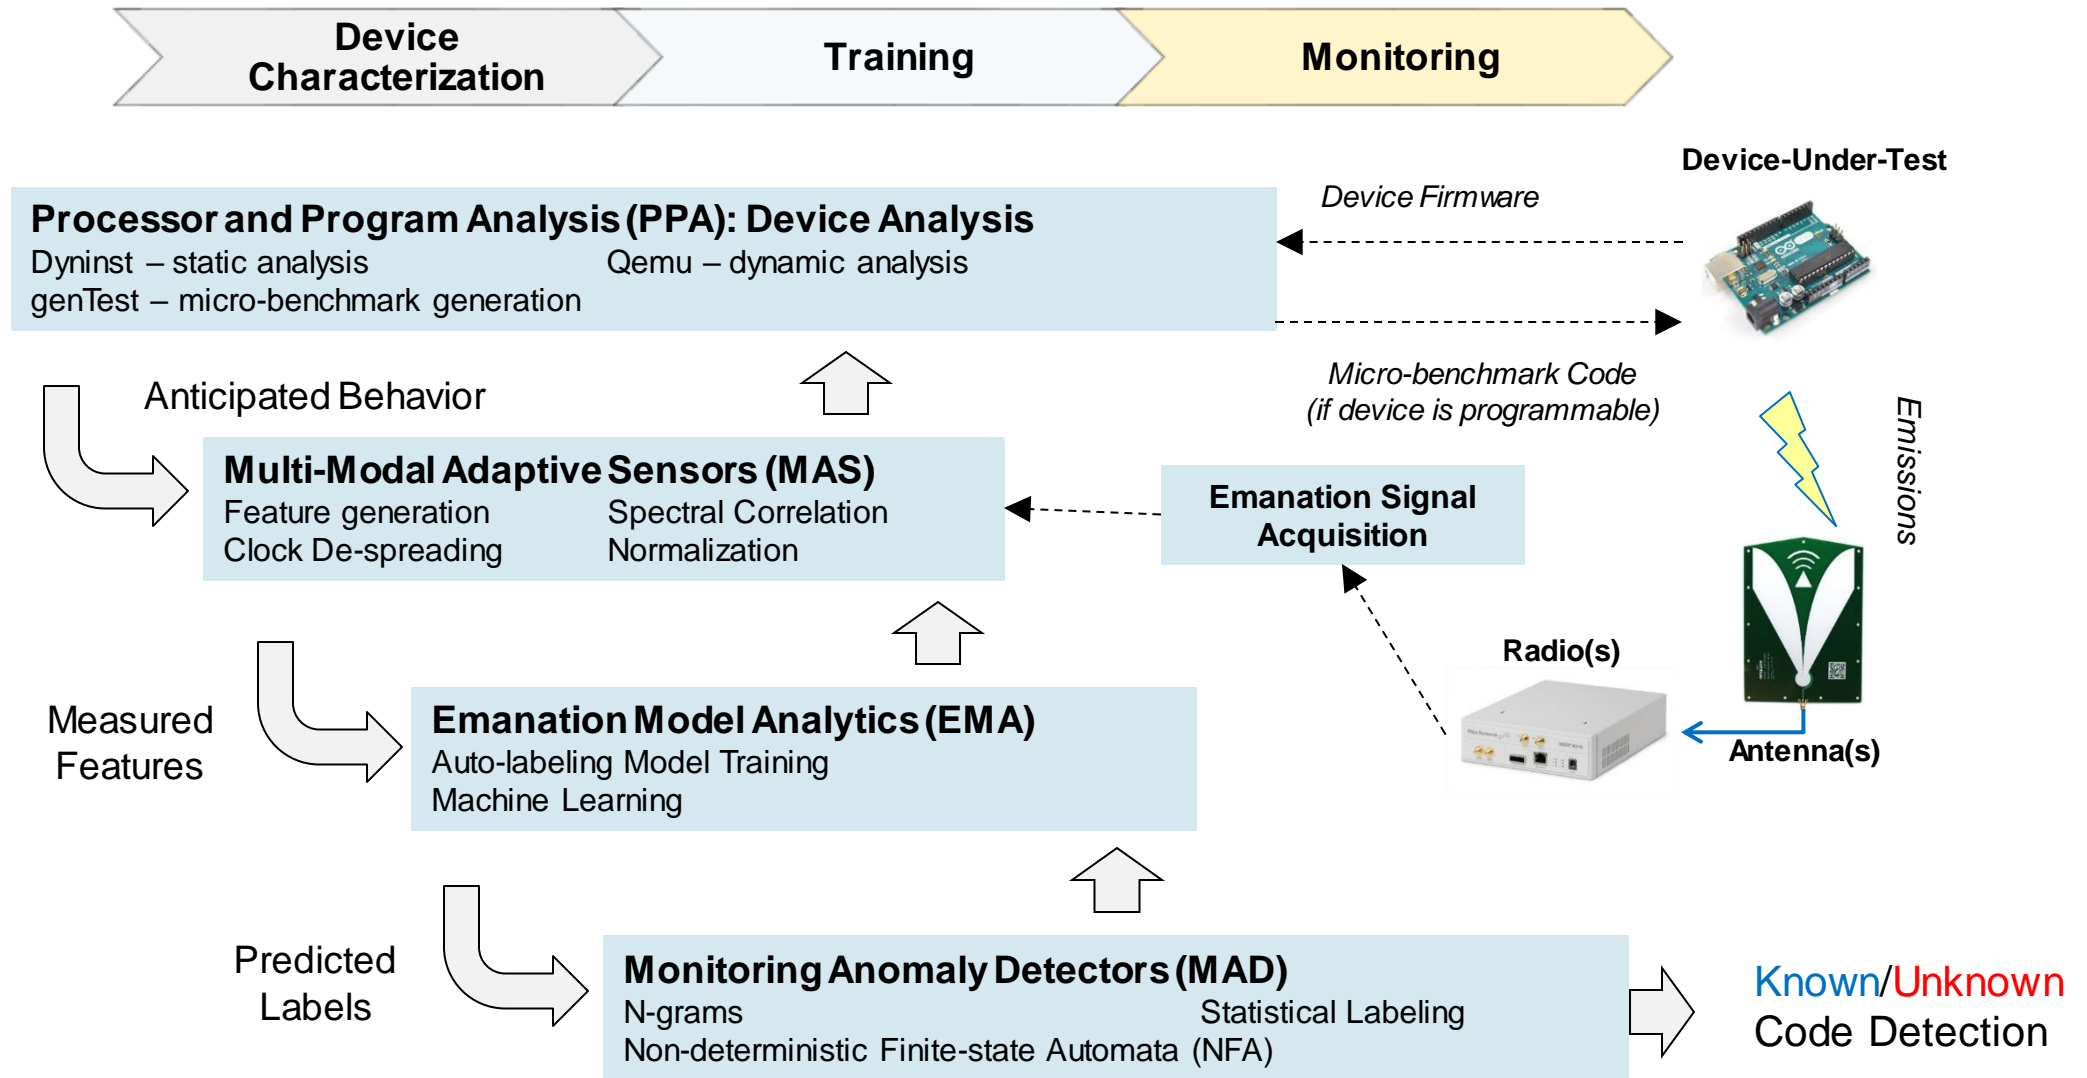 Device
Characterization
Training
Monitoring
Device-Under-Test
Device Firmware
Processor and Program Analysis (PPA): Device Analysis
Dyninst – static analysis
Qemu – dynamic analysis
genTest – micro-benchmark generation
Micro-benchmark Code
(if device is programmable)
Anticipated Behavior
Emissions
Multi-Modal Adaptive Sensors (MAS)
Feature generation
Spectral Correlation
Clock De-spreading
Normalization
Emanation Signal
Acquisition
Radio(s)
Antenna(s)
Measured
Features
Emanation Model Analytics (EMA)
Auto-labeling Model Training
Machine Learning
Predicted
Labels
Monitoring Anomaly Detectors (MAD)
N-grams
Statistical Labeling
Non-deterministic Finite-state Automata (NFA)
Known/Unknown
Code Detection